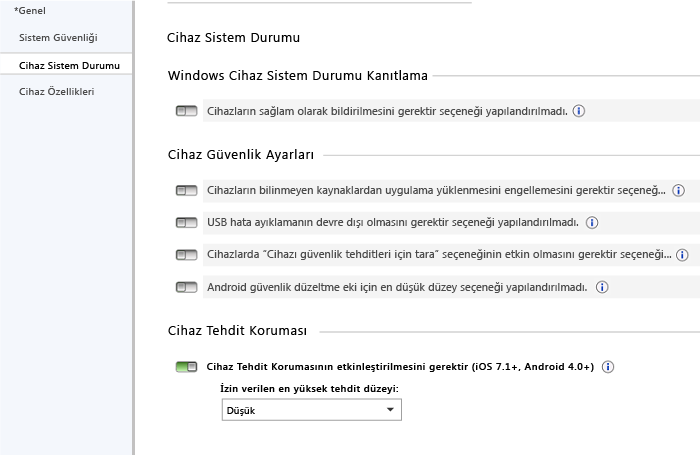 *Genel
Sistem Güvenliği
Cihaz Sistem Durumu
Cihaz Özellikleri
Cihaz Sistem Durumu
Windows Cihaz Sistem Durumu Kanıtlama
Cihazların sağlam olarak bildirilmesini gerektir seçeneği yapılandırılmadı.
Cihaz Güvenlik Ayarları
Cihazların bilinmeyen kaynaklardan uygulama yüklenmesini engellemesini gerektir seçeneğ...
USB hata ayıklamanın devre dışı olmasını gerektir seçeneği yapılandırılmadı.
Cihazlarda "Cihazı güvenlik tehditleri için tara" seçeneğinin etkin olmasını gerektir seçeneği...
Android güvenlik düzeltme eki için en düşük düzey seçeneği yapılandırılmadı.
Cihaz Tehdit Koruması
Cihaz Tehdit Korumasının etkinleştirilmesini gerektir (iOS 7.1+, Android 4.0+)
İzin verilen en yüksek tehdit düzeyi:
Düşük